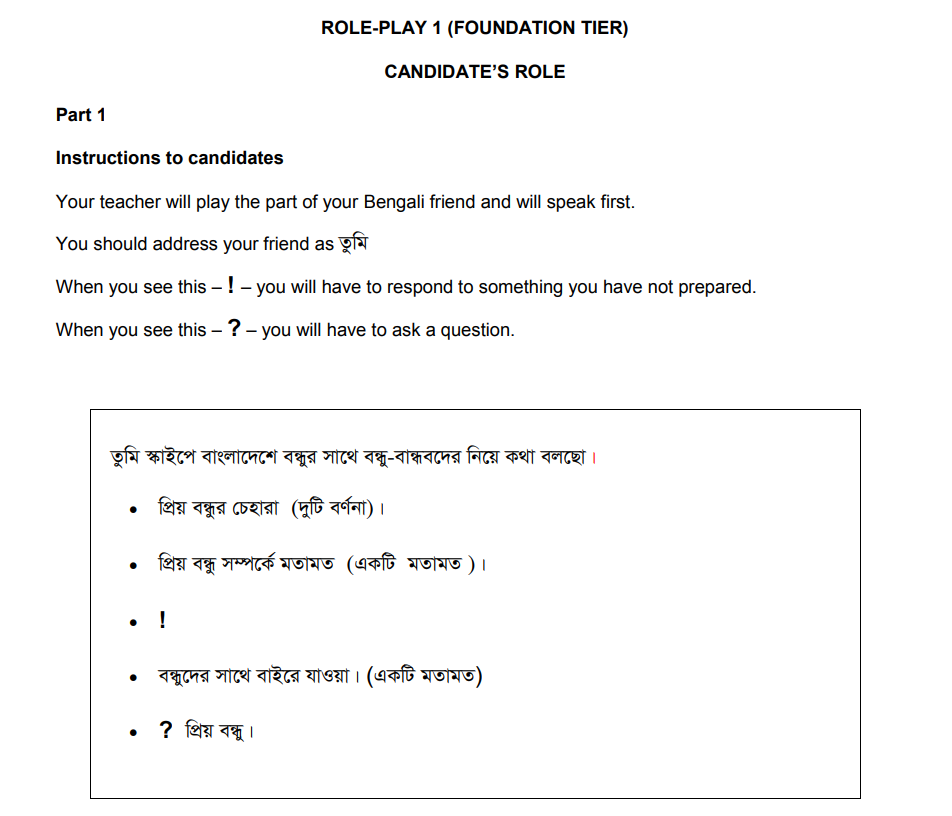 ROLE-PLAY 1 (FOUNDATION TIER)
CANDIDATE’S ROLE
Part 1
Instructions to candidates
Your teacher will play the part of your Bengali friend and will speak first.
You should address your friend as তুমি
When you see this – ! – you will have to respond to something you have not prepared.
When you see this – ? – you will have to ask a question.
তুমি স্কাইপে বাংলাদেশে বন্ধুর সাথে বন্ধু-বান্ধবদের নিয়ে কথা বলছো।
• প্রিয় বন্ধুর চেহারা (দুটি বর্ণনা)।
• প্রিয় বন্ধু সম্পর্কে মতামত (একটি মতামত )।
• !
• বন্ধুদের সাথে বাইরে যাওয়া। (একটি মতামত)
• ? প্রিয় বন্ধু।